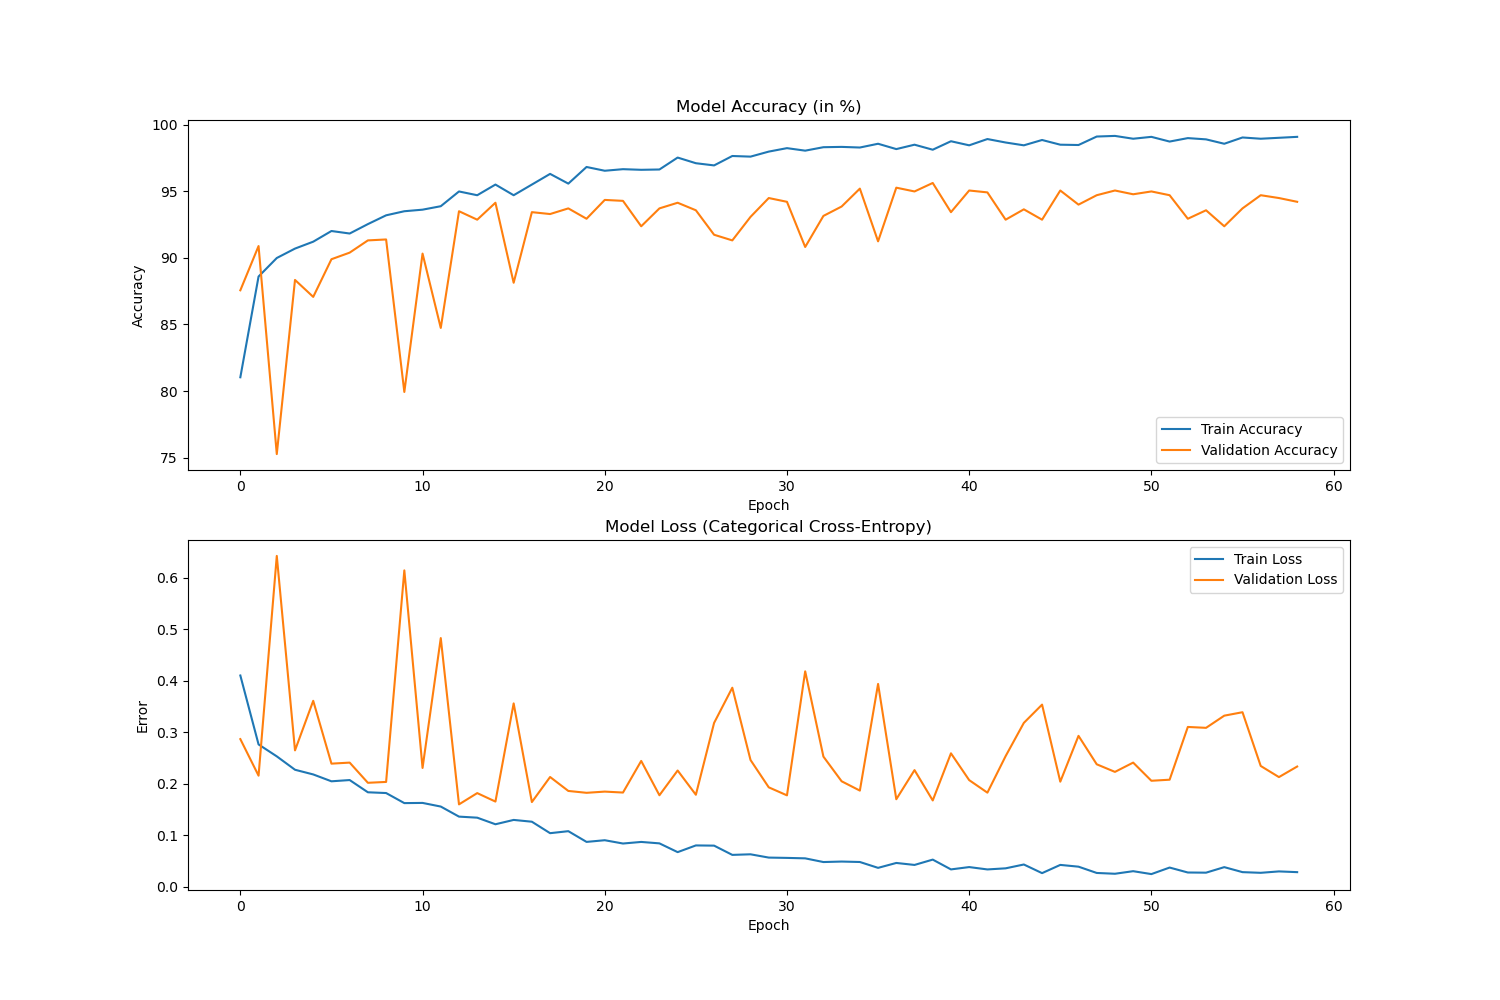 Model Accuracy (in %)
100
95
90
85
80
75
Accuracy
Train Accuracy
Validation Accuracy
0 10 20 30 40 50 60
Epoch
Model Loss (Categorical Cross-Entropy)
Train Loss
Validation Loss
0.6
0.5
0.4
0.3
0.2
0.1
0.0
Error
0 10 20 30 40 50 60
Epoch